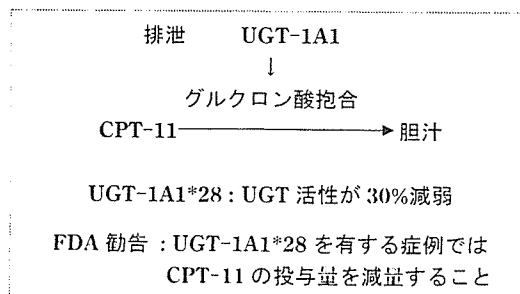 排泄 UGT-1A1
↓
グルクロン酸抱合
CPT-11 → 胆汁
UGT-1A1*28 : UGT 活性が 30%減弱
FDA 勧告 : UGT-1A1*28 を有する症例では
CPT-11 の投与量を減量すること